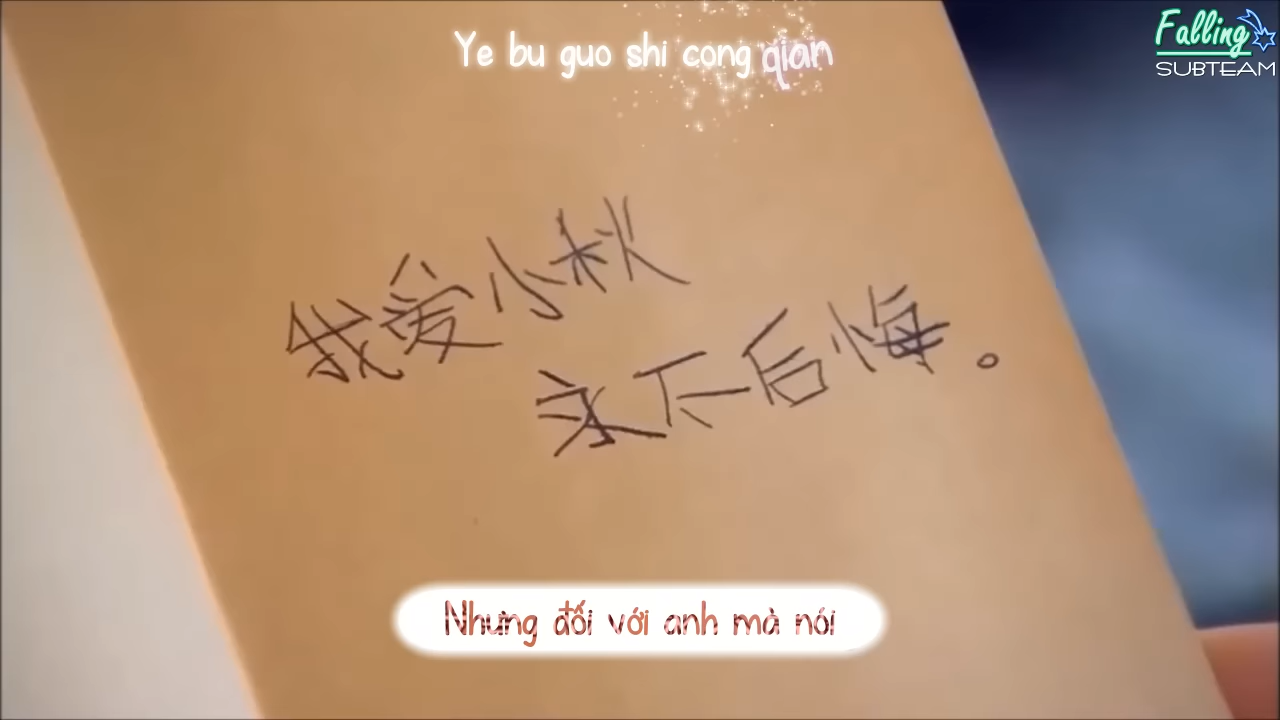 Ye bu guo shi cong qian
Falling
SUBTEAM
我爱小秋
永不后悔。
Nhưng đối với anh mà nói